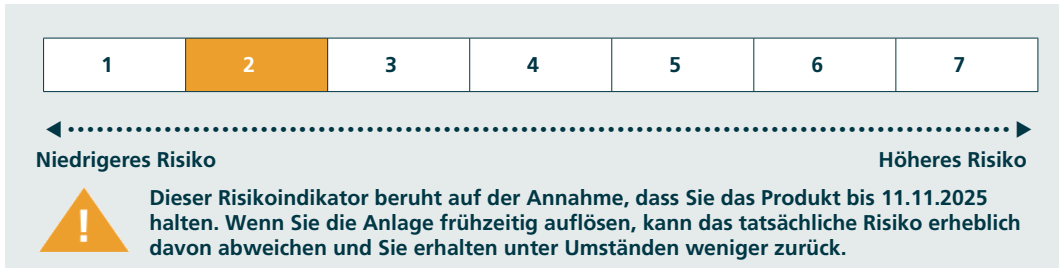 1 2 3 4 5 6 7
Niedrigeres Risiko Höheres Risiko
! Dieser Risikoindikator beruht auf der Annahme, dass Sie das Produkt bis 11.11.2025
halten. Wenn Sie die Anlage frühzeitig auflösen, kann das tatsächliche Risiko erheblich
davon abweichen und Sie erhalten unter Umständen weniger zurück.